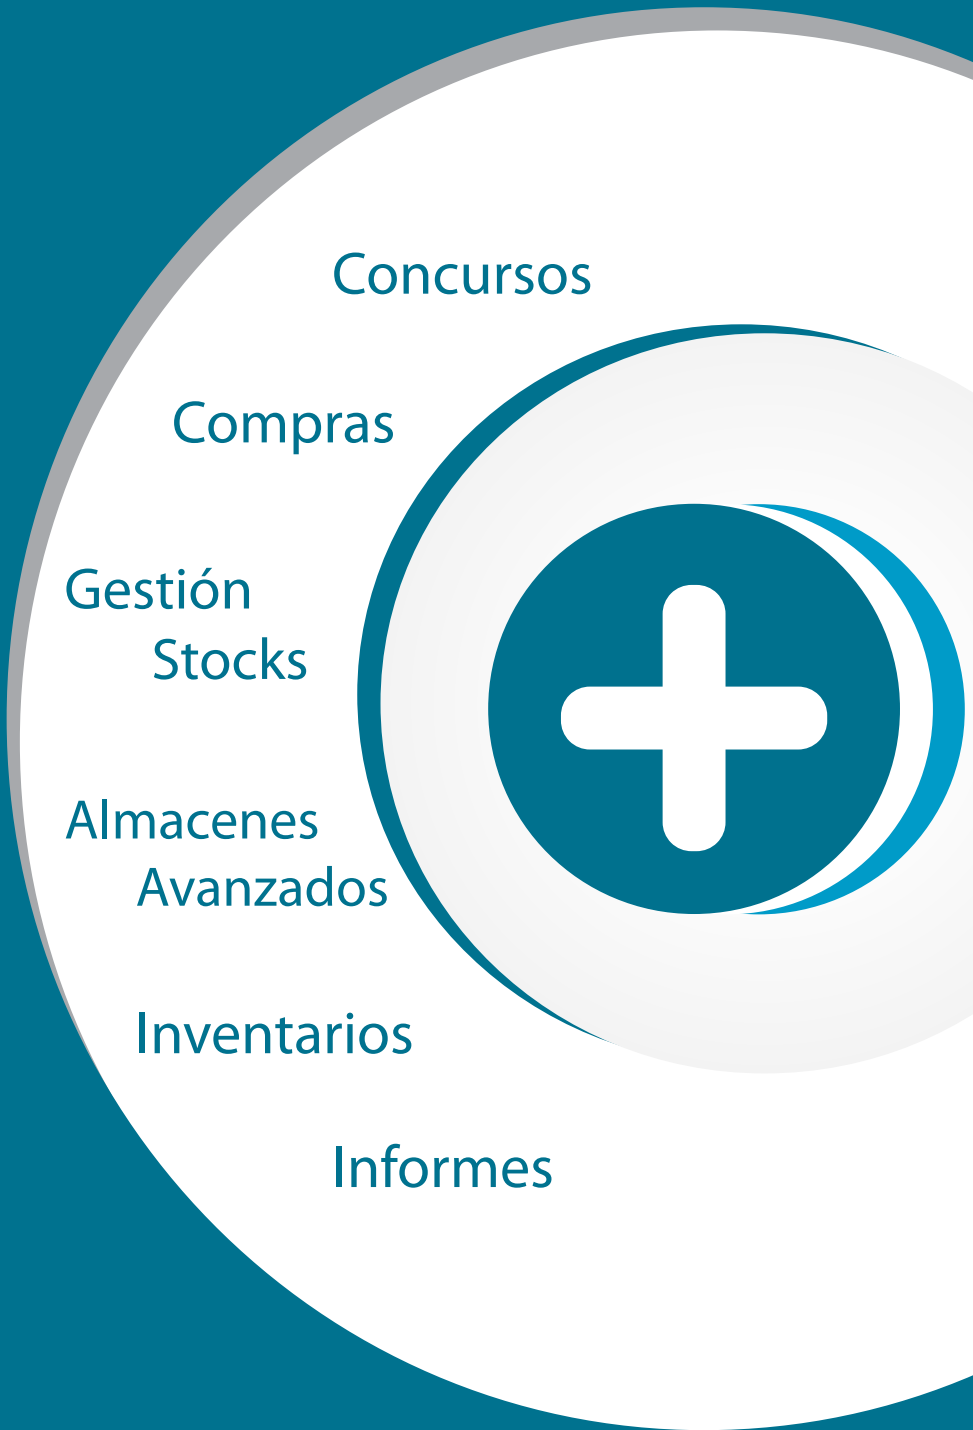 Concursos
Compras
Gestión
Stocks
Almacenes
Avanzados
Inventarios
Informes